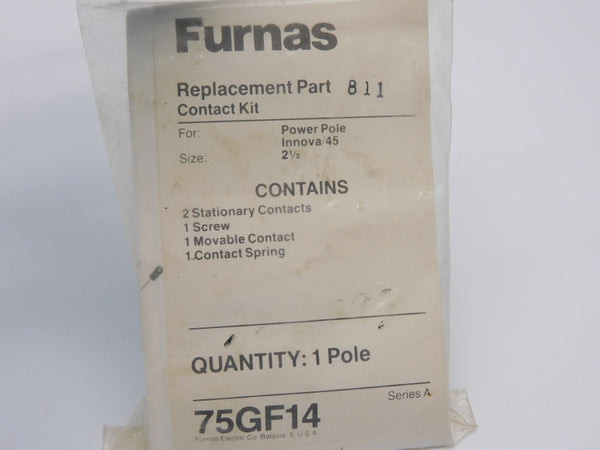 Furnas
Replacement Part 811
Contact Kit
For: Power Pole
Innova/45
Size: 2½
CONTAINS
2 Stationary Contacts
1 Screw
1 Movable Contact
1 Contact Spring
QUANTITY: 1 Pole
Series A
75GF14
Furnas Electric Co. Batavia, IL U S A